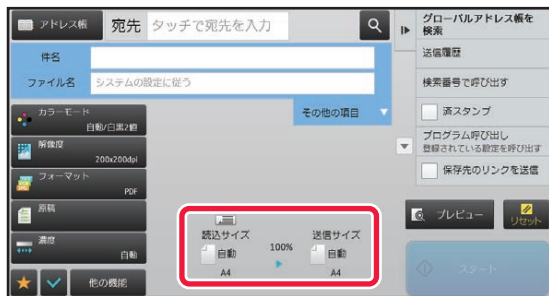 アドレス帳
宛先 タッチで宛先を入力
件名
ファイル名 システムの設定に従う
その他の項目
カラーモード
自動/白黒2値
解像度
200x200dpi
フォーマット
PDF
原稿
濃度
自動
他の機能
読込サイズ
自動
A4
100%
送信サイズ
自動
A4
グローバルアドレス帳を
検索
送信履歴
検索番号で呼び出す
済スタンプ
プログラム呼び出し
登録されている設定を呼び出す
保存先のリンクを送信
プレビュー
リセット
スタート